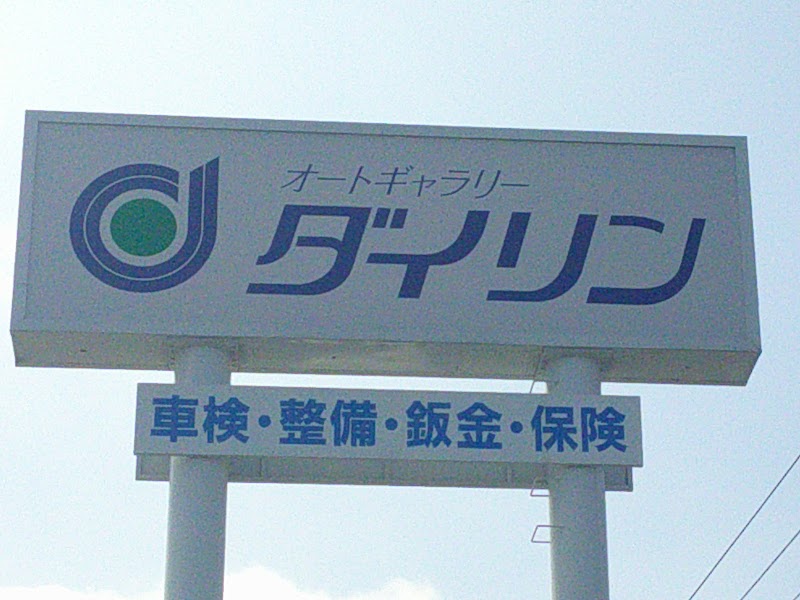 オートギャラリー
ダイリン
車検・整備・鈑金・保険